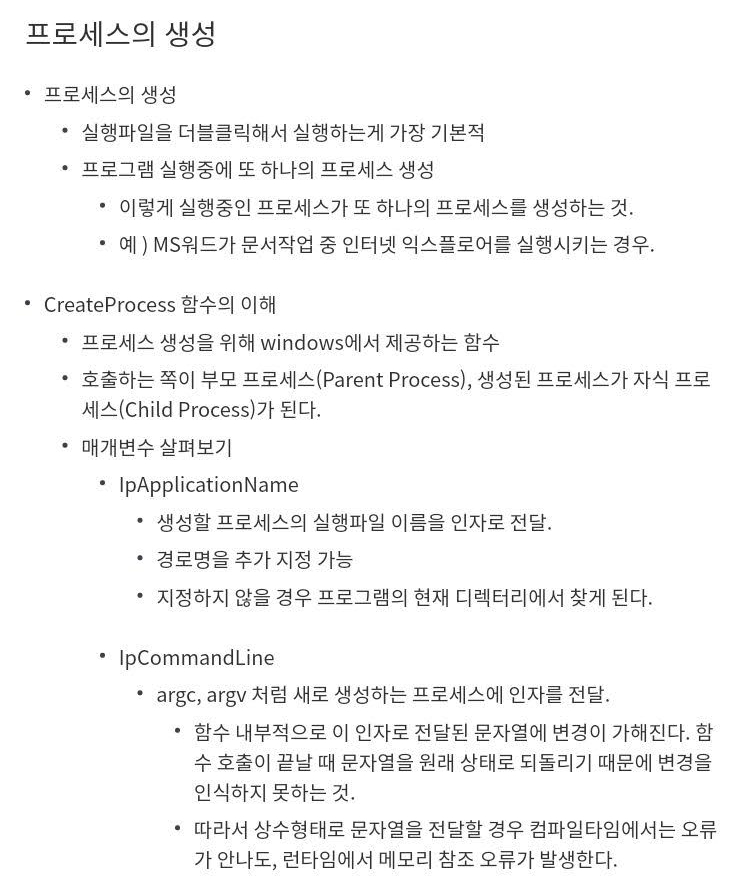 프로세스의 생성
• 프로세스의 생성
• 실행파일을 더블클릭해서 실행하는게 가장 기본적
• 프로그램 실행중에 또 하나의 프로세스 생성
• 이렇게 실행중인 프로세스가 또 하나의 프로세스를 생성하는 것.
• 예 ) MS워드가 문서작업 중 인터넷 익스플로어를 실행시키는 경우.
• CreateProcess 함수의 이해
• 프로세스 생성을 위해 windows에서 제공하는 함수
• 호출하는 쪽이 부모 프로세스(Parent Process), 생성된 프로세스가 자식 프로
세스(Child Process)가 된다.
• 매개변수 살펴보기
• IpApplicationName
• 생성할 프로세스의 실행파일 이름을 인자로 전달.
• 경로명을 추가 지정 가능
• 지정하지 않을 경우 프로그램의 현재 디렉터리에서 찾게 된다.
• IpCommandLine
• argc, argv 처럼 새로 생성하는 프로세스에 인자를 전달.
• 함수 내부적으로 이 인자로 전달된 문자열에 변경이 가해진다. 함
수 호출이 끝날 때 문자열을 원래 상태로 되돌리기 때문에 변경을
인식하지 못하는 것.
• 따라서 상수형태로 문자열을 전달할 경우 컴파일타임에서는 오류
가 안나도, 런타임에서 메모리 참조 오류가 발생한다.